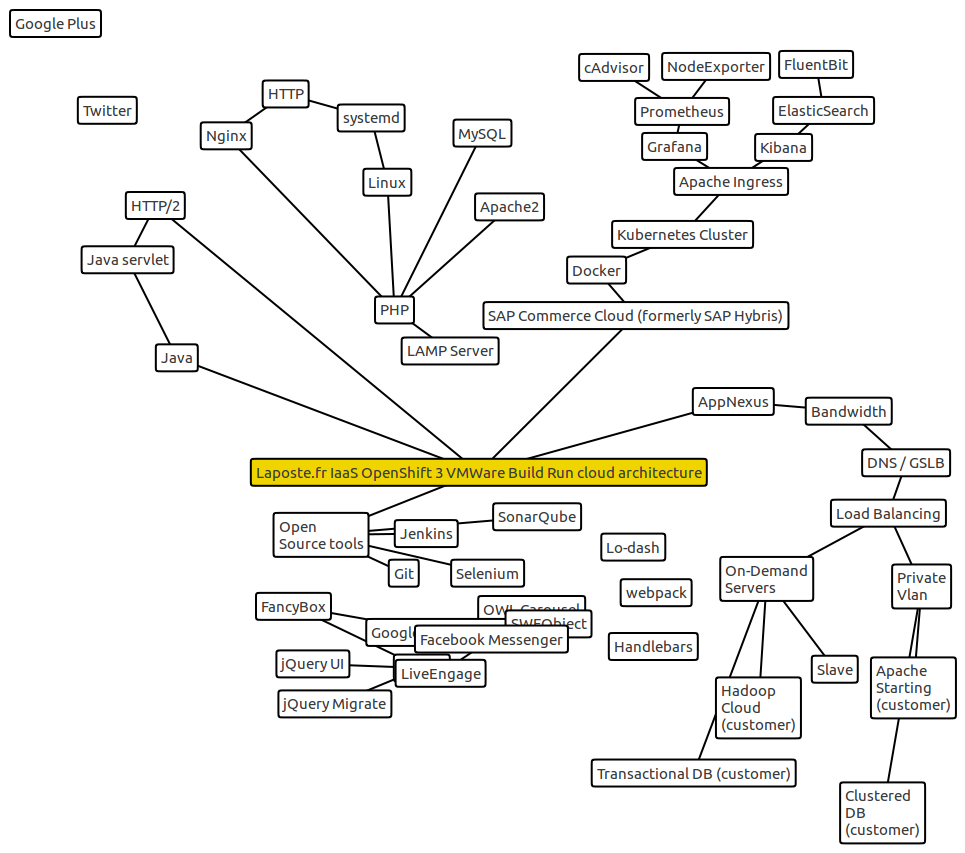 Google Plus
Twitter
HTTP
systemd
Nginx
Linux
MySQL
Apache2
cAdvisor
NodeExporter
FluentBit
Prometheus
ElasticSearch
Grafana
Kibana
Apache Ingress
Kubernetes Cluster
Docker
SAP Commerce Cloud (formerly SAP Hybris)
HTTP/2
Java servlet
Java
PHP
LAMP Server
AppNexus
Bandwidth
DNS / GSLB
Load Balancing
Laposte.fr IaaS OpenShift 3 VMWare Build Run cloud architecture
Open
Source tools
Jenkins
SonarQube
Git
Selenium
Lo-dash
webpack
Handlebars
On-Demand
Servers
Private
Vlan
FancyBox
OWL Carousel
SWFObject
Google
Facebook Messenger
jQuery UI
LiveEngage
jQuery Migrate
Slave
Hadoop
Cloud
(customer)
Apache
Starting
(customer)
Transactional DB (customer)
Clustered
DB
(customer)